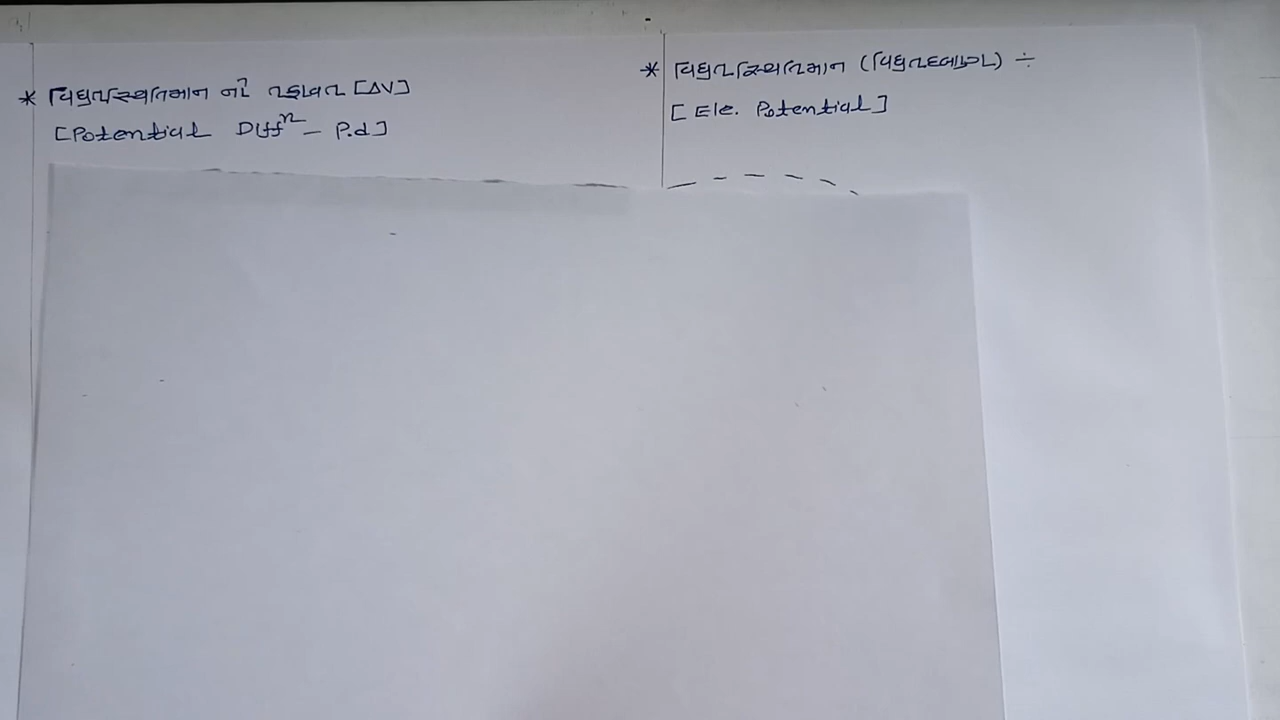 * વિદ્યુતસ્થિતિમાન નો તફાવત [ΔV]
[Potential Diffⁿ - P.d]
* વિદ્યુતસ્થિતિમાન (વિદ્યુતદબાણ) ÷
[Ele. Potential]